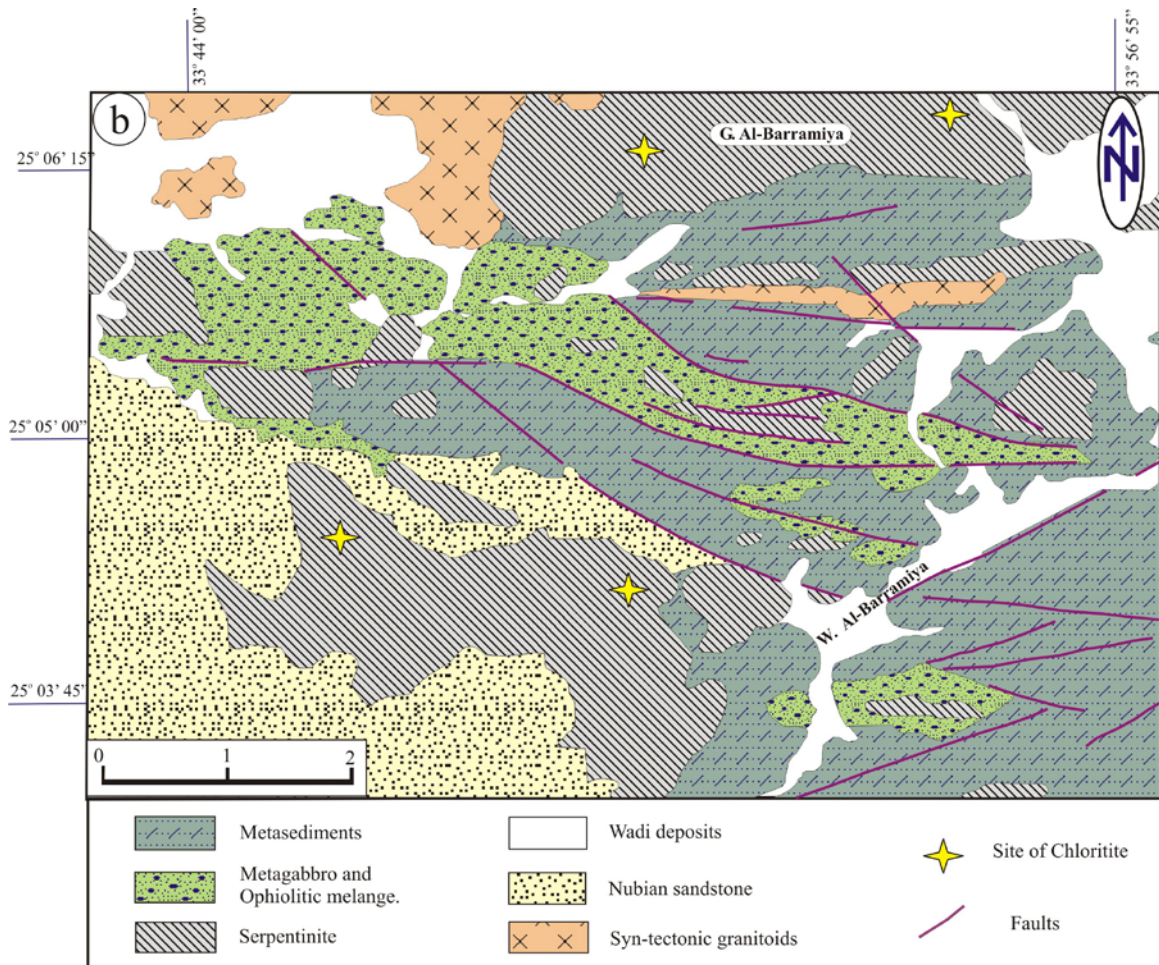 33° 44' 00"
33° 56' 55"
b
G. Al-Barramiya
N
25° 06' 15"
25° 05' 00"
W. Al-Barramiya
25° 03' 45"
0 1 2
Metasediments
Wadi deposits
Site of Chloritite
Metagabbro and
Ophiolitic melange.
Nubian sandstone
Faults
Serpentinite
Syn-tectonic granitoids